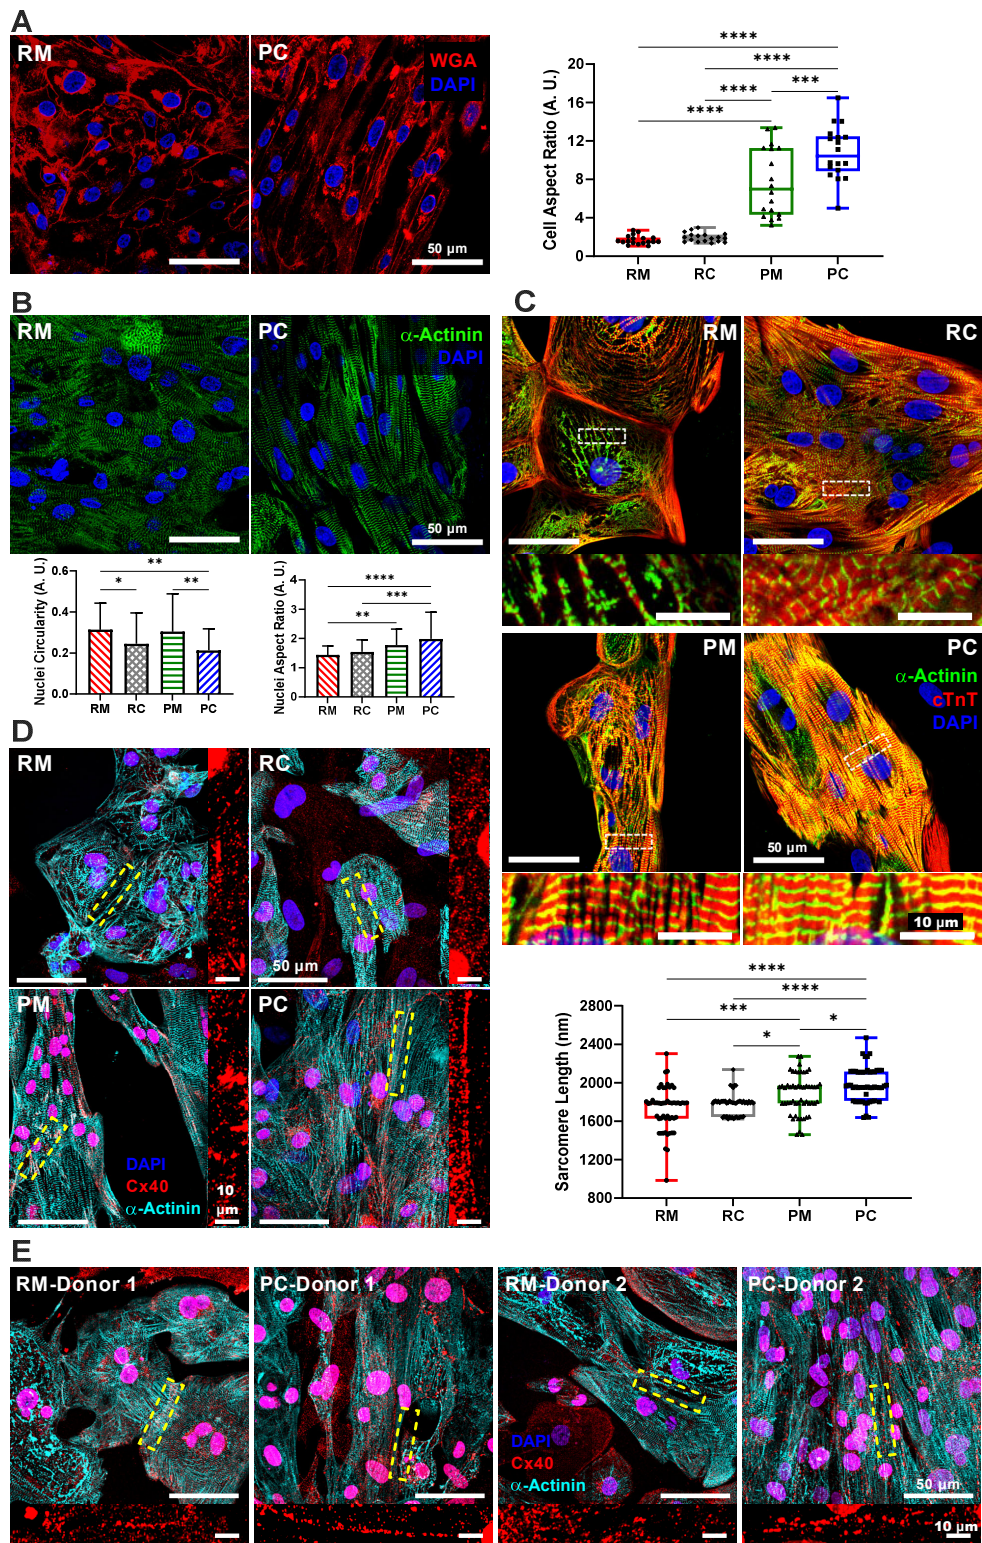 A
RM
PC
WGA
DAPI
50 µm
Cell Aspect Ratio (A. U.)
20
16
12
8
4
0
****
****
****
***
****
RM
RC
PM
PC
B
RM
PC
α-Actinin
DAPI
50 µm
Nuclei Circularity (A. U.)
0.6
0.4
0.2
0.0
**
*
**
RM
RC
PM
PC
Nuclei Aspect Ratio (A. U.)
4
3
2
1
0
****
***
**
RM
RC
PM
PC
C
RM
RC
PM
PC
α-Actinin
cTnT
DAPI
50 µm
10 µm
Sarcomere Length (nm)
2800
2400
2000
1600
1200
800
****
****
***
*
*
RM
RC
PM
PC
D
RM
RC
50 µm
PM
DAPI
Cx40
α-Actinin
10
µm
PC
E
RM-Donor 1
PC-Donor 1
RM-Donor 2
DAPI
Cx40
α-Actinin
PC-Donor 2
50 µm
10 µm